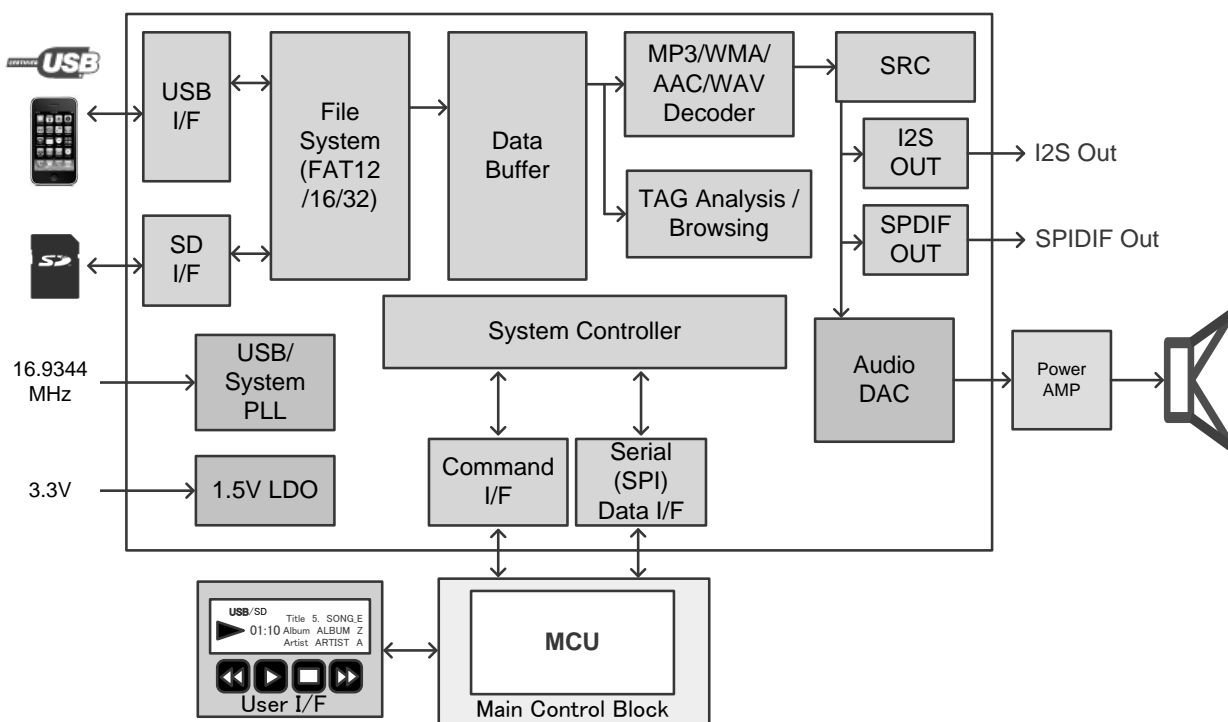 USB
USB
I/F
File
System
(FAT12
/16/32)
Data
Buffer
MP3/WMA/
AAC/WAV
Decoder
SRC
I2S
OUT
I2S Out
TAG Analysis /
Browsing
SPDIF
OUT
SPIDIF Out
SD
I/F
SD
System Controller
16.9344
MHz
USB/
System
PLL
Audio
DAC
Power
AMP
3.3V
1.5V LDO
Command
I/F
Serial
(SPI)
Data I/F
USB/SD
Title 5. SONG_E
01:10 Album ALBUM Z
Artist ARTIST A
User I/F
MCU
Main Control Block